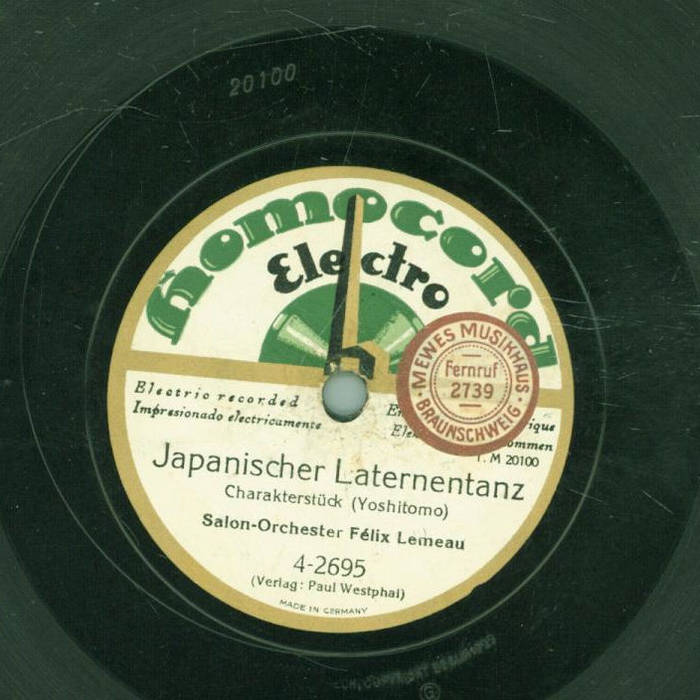 20100
homocord
Electro
MEWES MUSIKHAUS
Fernruf
2739
BRAUNSCHWEIG
Electric recorded
Impresionado electricamente
M 20100
Japanischer Laternentanz
Charakterstück (Yoshitomo)
Salon-Orchester Félix Lemeau
4-2695
(Verlag: Paul Westphal)
MADE IN GERMANY